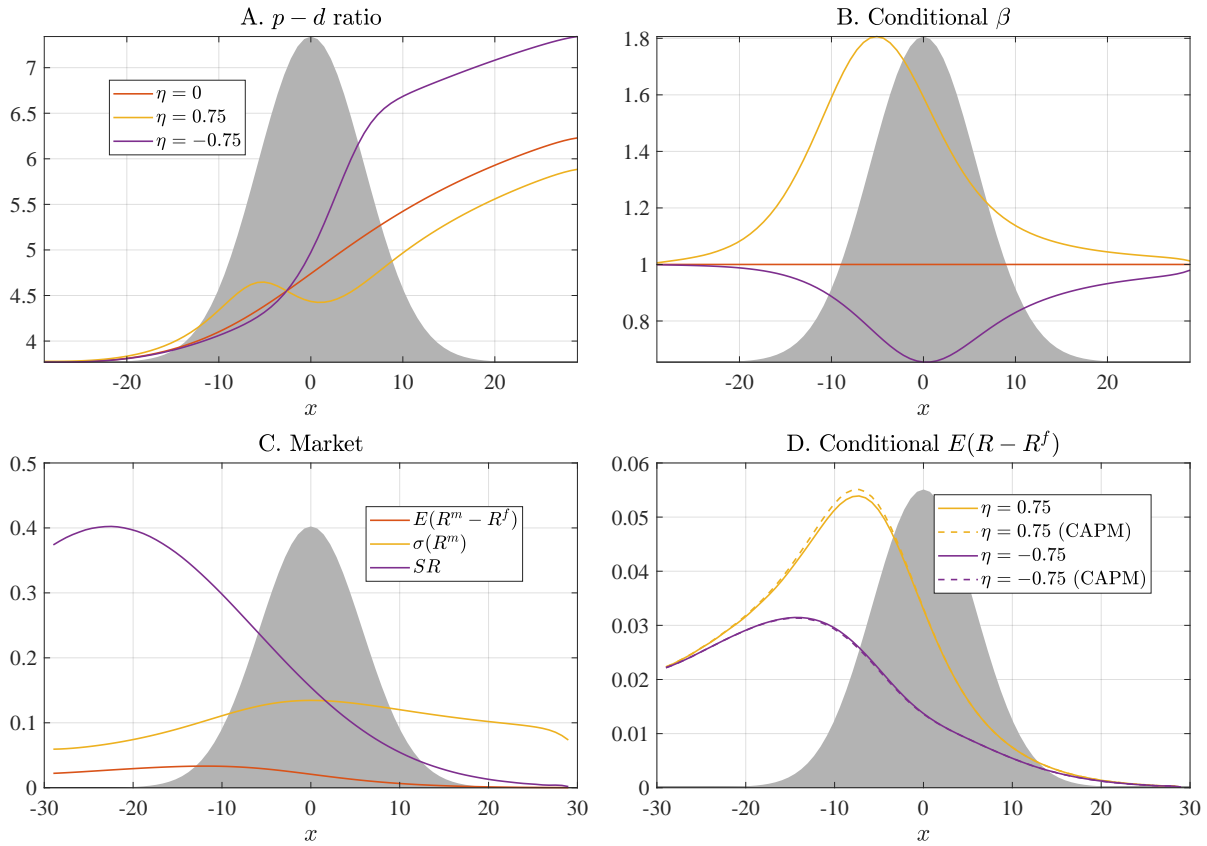 A. p − d ratio
7
6.5
6
5.5
5
4.5
4
η = 0
η = 0.75
η = −0.75
-20 -10 0 10 20
x
B. Conditional β
1.8
1.6
1.4
1.2
1
0.8
-20 -10 0 10 20
x
C. Market
0.5
0.4
0.3
0.2
0.1
0
E(R^m − R^f)
σ(R^m)
SR
-30 -20 -10 0 10 20 30
x
D. Conditional E(R − R^f)
0.06
0.05
0.04
0.03
0.02
0.01
0
η = 0.75
η = 0.75 (CAPM)
η = −0.75
η = −0.75 (CAPM)
-30 -20 -10 0 10 20 30
x